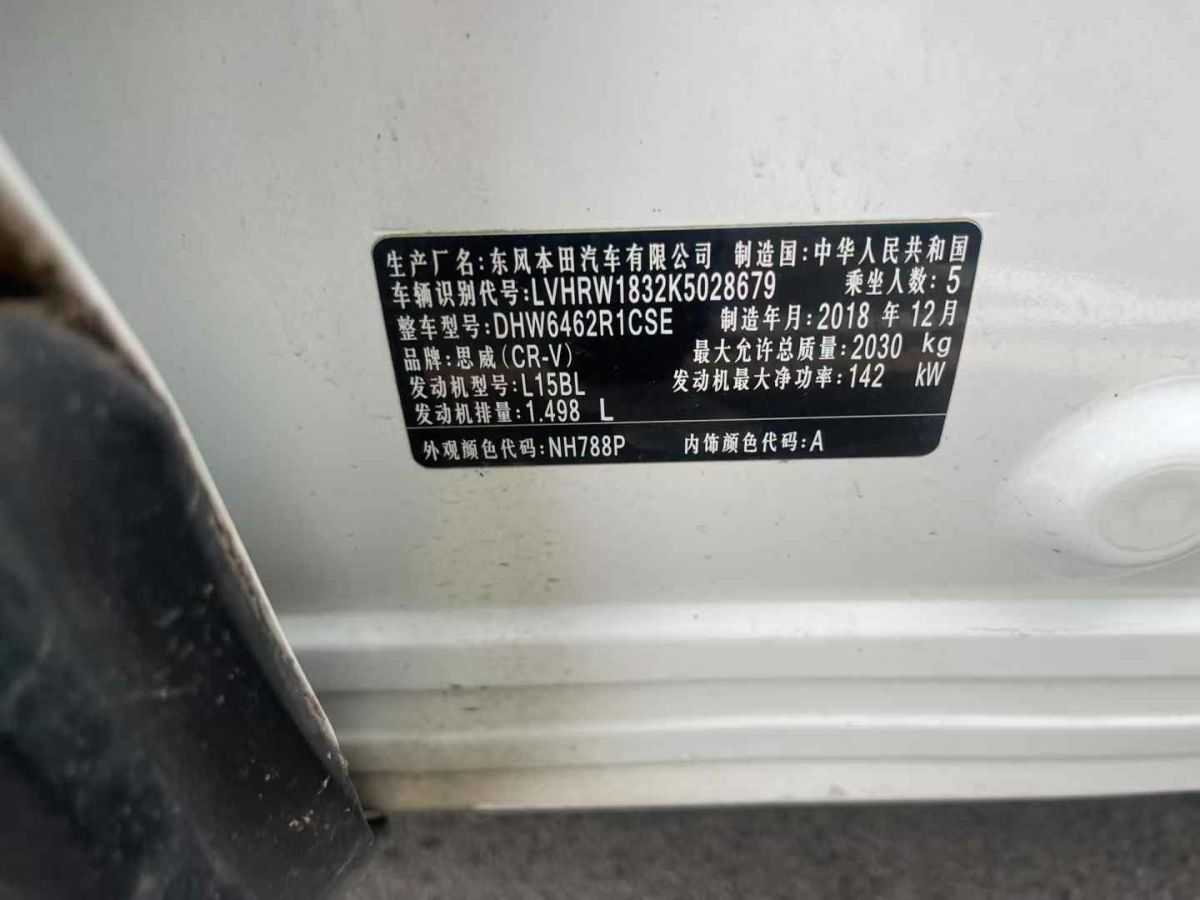 生产厂名:东风本田汽车有限公司 制造国:中华人民共和国
车辆识别代号:LVHRW1832K5028679 乘坐人数:5
整车型号:DHW6462R1CSE 制造年月:2018 年 12 月
品牌:思威(CR-V) 最大允许总质量:2030 kg
发动机型号:L15BL 发动机最大净功率:142 kW
发动机排量:1.498 L
外观颜色代码:NH788P 内饰颜色代码:A